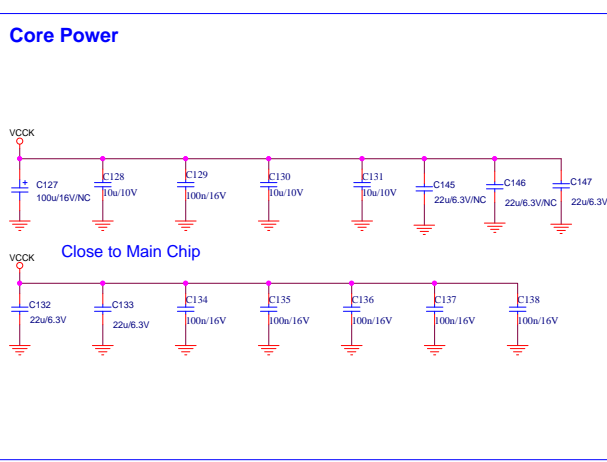 Core Power
VCCK
+
C127
100u/16V/NC
C128
10u/10V
C129
100n/16V
C130
10u/10V
C131
10u/10V
C145
22u/6.3V/NC
C146
22u/6.3V/NC
C147
22u/6.3V
Close to Main Chip
VCCK
C132
22u/6.3V
C133
22u/6.3V
C134
100n/16V
C135
100n/16V
C136
100n/16V
C137
100n/16V
C138
100n/16V